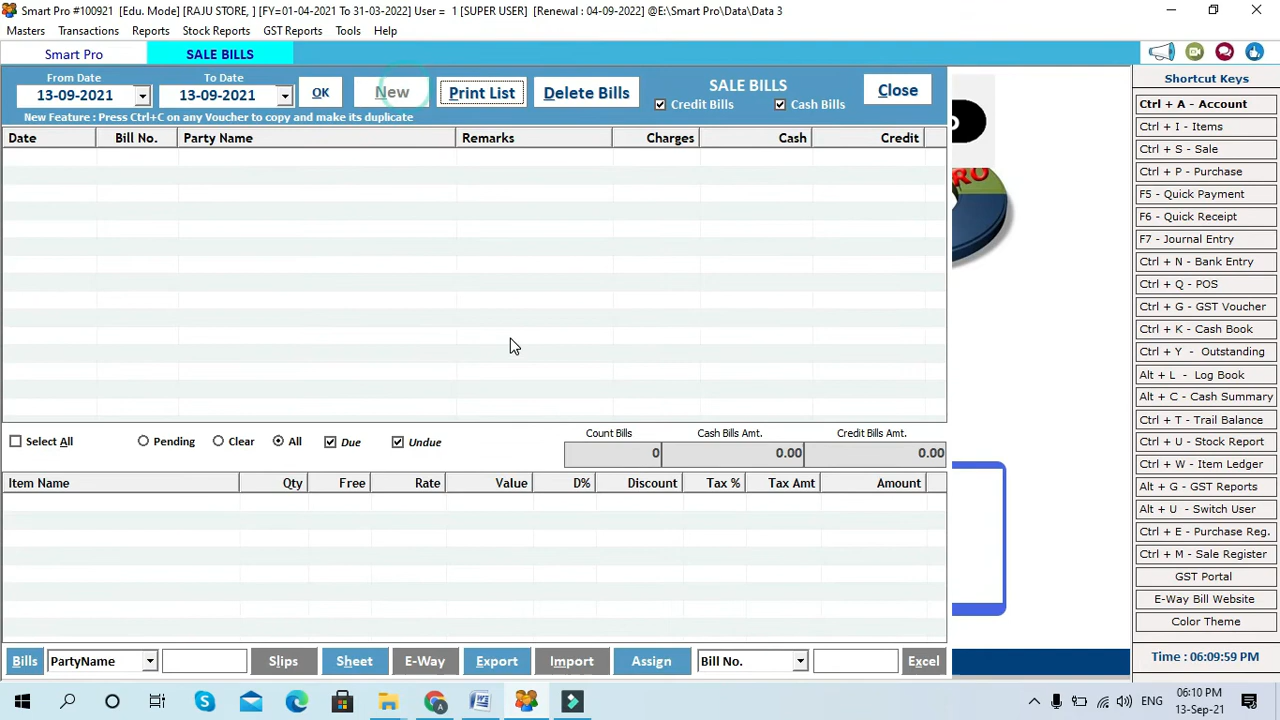 Smart Pro #100921 [Edu. Mode] [RAJU STORE, ] [FY=01-04-2021 To 31-03-2022] User = 1 [SUPER USER] [Renewal : 04-09-2022] @E:\Smart Pro\Data\Data 3
Masters Transactions Reports Stock Reports GST Reports Tools Help
Smart Pro SALE BILLS
From Date To Date
13-09-2021 13-09-2021 OK New Print List Delete Bills SALE BILLS Close
Credit Bills Cash Bills
New Feature : Press Ctrl+C on any Voucher to copy and make its duplicate
Date Bill No. Party Name Remarks Charges Cash Credit
Select All Pending Clear All Due Undue
Count Bills Cash Bills Amt. Credit Bills Amt.
0 0.00 0.00
Item Name Qty Free Rate Value D% Discount Tax % Tax Amt Amount
Bills PartyName Slips Sheet E-Way Export Import Assign Bill No. Excel
Shortcut Keys
Ctrl + A - Account
Ctrl + I - Items
Ctrl + S - Sale
Ctrl + P - Purchase
F5 - Quick Payment
F6 - Quick Receipt
F7 - Journal Entry
Ctrl + N - Bank Entry
Ctrl + Q - POS
Ctrl + G - GST Voucher
Ctrl + K - Cash Book
Ctrl + Y - Outstanding
Alt + L - Log Book
Alt + C - Cash Summary
Ctrl + T - Trail Balance
Ctrl + U - Stock Report
Ctrl + W - Item Ledger
Alt + G - GST Reports
Alt + U - Switch User
Ctrl + E - Purchase Reg.
Ctrl + M - Sale Register
GST Portal
E-Way Bill Website
Color Theme
Time : 06:09:59 PM
ENG 06:10 PM
13-Sep-21